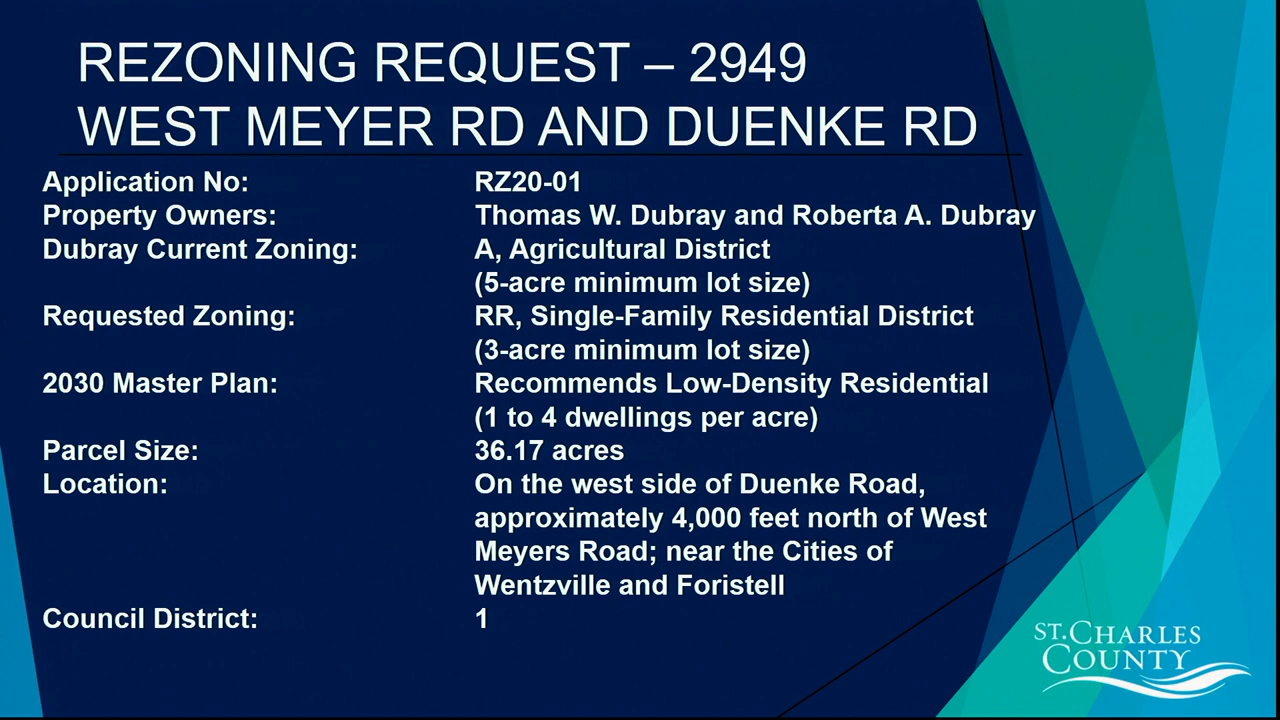 REZONING REQUEST – 2949
WEST MEYER RD AND DUENKE RD
Application No: RZ20-01
Property Owners: Thomas W. Dubray and Roberta A. Dubray
Dubray Current Zoning: A, Agricultural District
(5-acre minimum lot size)
Requested Zoning: RR, Single-Family Residential District
(3-acre minimum lot size)
2030 Master Plan: Recommends Low-Density Residential
(1 to 4 dwellings per acre)
Parcel Size: 36.17 acres
Location: On the west side of Duenke Road,
approximately 4,000 feet north of West
Meyers Road; near the Cities of
Wentzville and Foristell
Council District: 1
ST. CHARLES
COUNTY